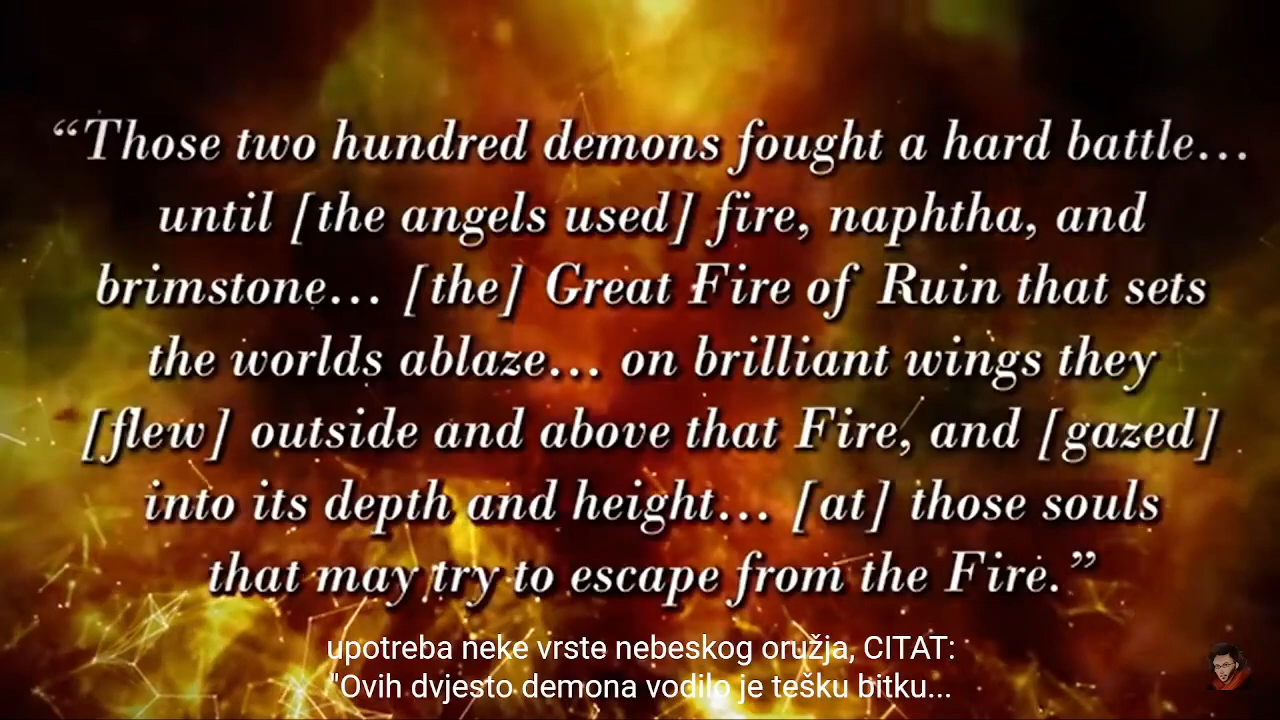 “Those two hundred demons fought a hard battle...
until [the angels used] fire, naphtha, and
brimstone... [the] Great Fire of Ruin that sets
the worlds ablaze... on brilliant wings they
[flew] outside and above that Fire, and [gazed]
into its depth and height... [at] those souls
that may try to escape from the Fire.”
upotreba neke vrste nebeskog oružja, CITAT:
"Ovih dvjesto demona vodilo je tešku bitku...